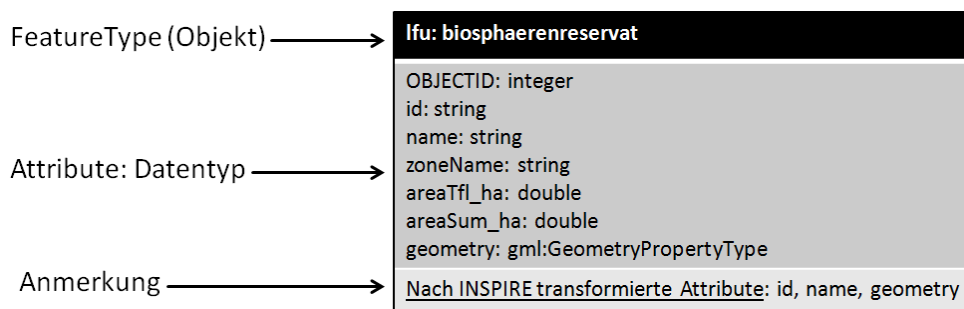 FeatureType (Objekt)
lfu: biosphaerenreservat
OBJECTID: integer
id: string
name: string
Attribute: Datentyp
zoneName: string
areaTfl_ha: double
areaSum_ha: double
geometry: gml:GeometryPropertyType
Anmerkung
Nach INSPIRE transformierte Attribute: id, name, geometry